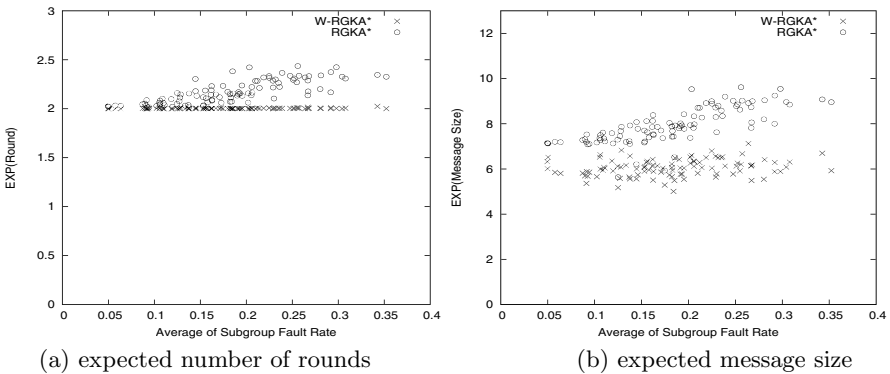 3
2.5
2
1.5
1
0.5
0
EXP(Round)
W-RGKA*
RGKA*
0 0.05 0.1 0.15 0.2 0.25 0.3 0.35 0.4
Average of Subgroup Fault Rate
(a) expected number of rounds
12
10
8
6
4
2
0
EXP(Message Size)
W-RGKA*
RGKA*
0 0.05 0.1 0.15 0.2 0.25 0.3 0.35 0.4
Average of Subgroup Fault Rate
(b) expected message size